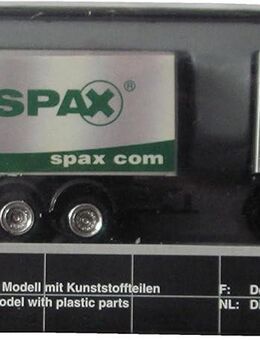 SPAX®
spax com
Modell mit Kunststoffteilen F:
odel with plastic parts NL: